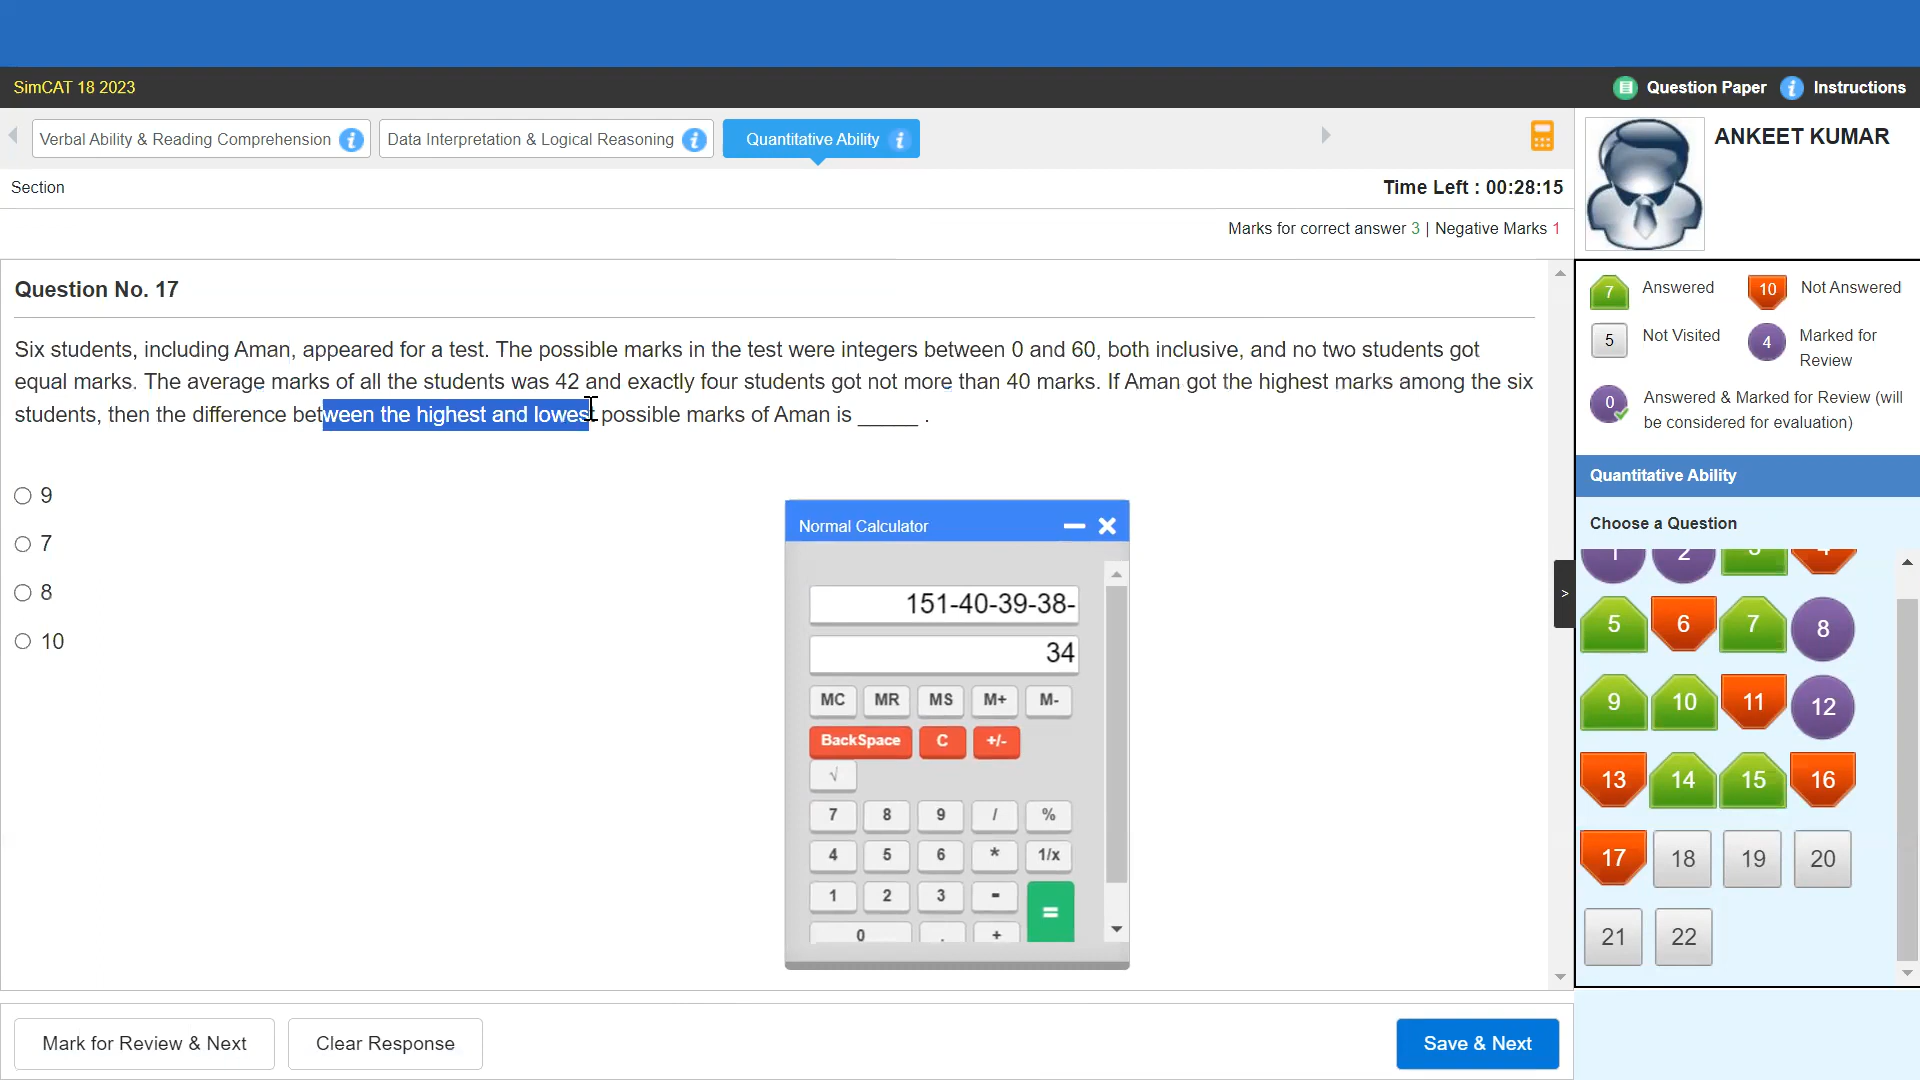 SimCAT 18 2023
Question Paper
Instructions
Verbal Ability & Reading Comprehension
Data Interpretation & Logical Reasoning
Quantitative Ability
ANKEET KUMAR
Section
Time Left : 00:28:15
Marks for correct answer 3 | Negative Marks 1
Question No. 17
Six students, including Aman, appeared for a test. The possible marks in the test were integers between 0 and 60, both inclusive, and no two students got
equal marks. The average marks of all the students was 42 and exactly four students got not more than 40 marks. If Aman got the highest marks among the six
students, then the difference between the highest and lowest possible marks of Aman is _____ .
9
7
8
10
Normal Calculator
151-40-39-38-
34
MC MR MS M+ M-
BackSpace C +/-
√
7 8 9 / %
4 5 6 * 1/x
1 2 3 - =
0 . +
Mark for Review & Next
Clear Response
Save & Next
7 Answered
10 Not Answered
5 Not Visited
4 Marked for
Review
0 Answered & Marked for Review (will
be considered for evaluation)
Quantitative Ability
Choose a Question
1 2 3 4
5 6 7 8
9 10 11 12
13 14 15 16
17 18 19 20
21 22
>